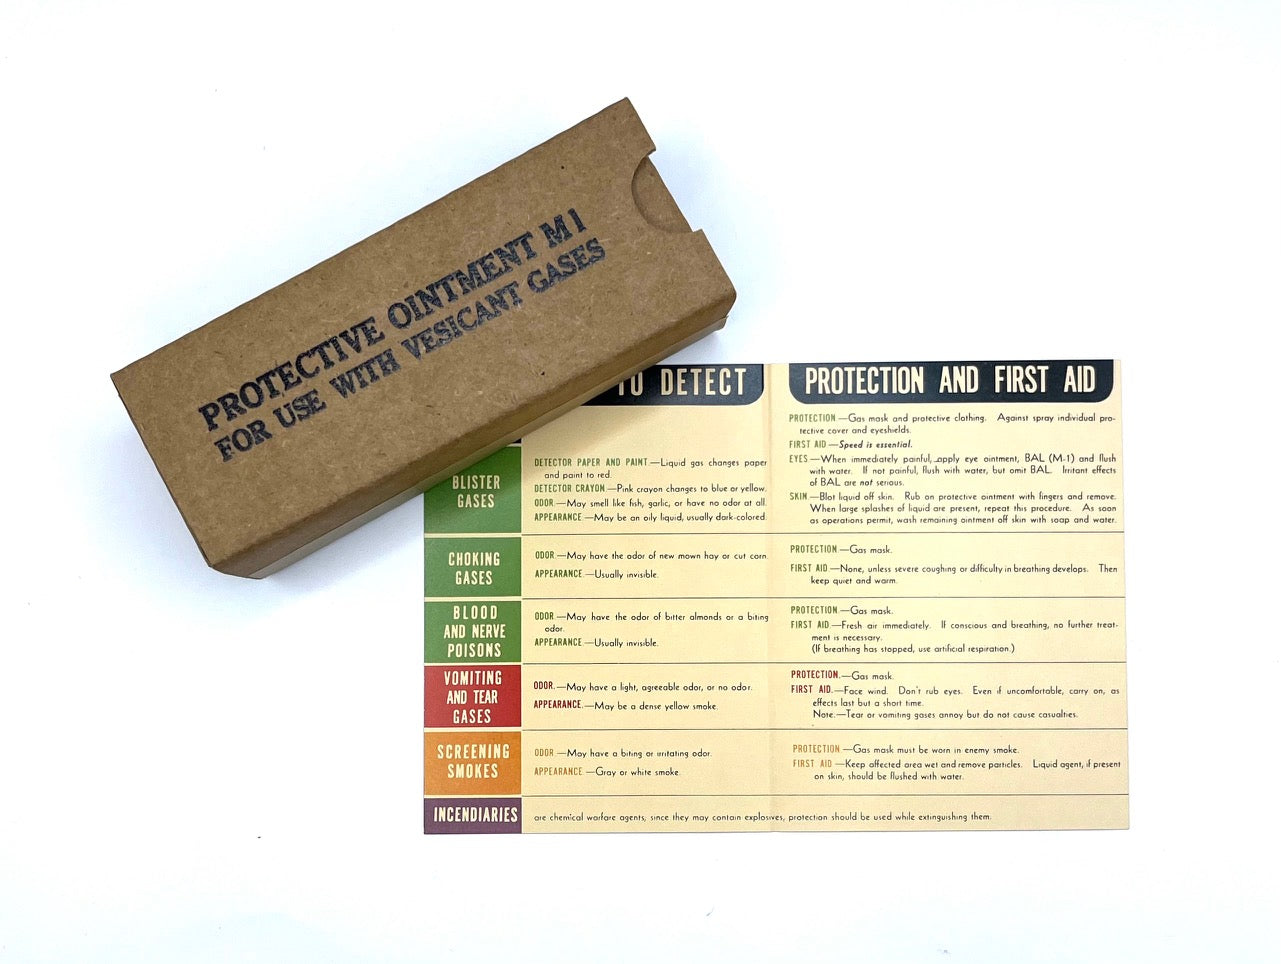 PROTECTIVE OINTMENT M1
FOR USE WITH VESICANT GASES
TO DETECT
PROTECTION AND FIRST AID
BLISTER
GASES
DETECTOR PAPER AND PAINT.—Liquid gas changes paper
and paint to red.
DETECTOR CRAYON—Pink crayon changes to blue or yellow.
ODOR—May smell like fish, garlic, or have no odor at all.
APPEARANCE—May be an oily liquid, usually dark-colored.
PROTECTION—Gas mask and protective clothing. Against spray individual pro-
tective cover and eyeshields.
FIRST AID—Speed is essential.
EYES—When immediately painful, apply eye ointment, BAL (M-1) and flush
with water. If not painful, flush with water, but omit BAL. Irritant effects
of BAL are not serious.
SKIN—Blot liquid off skin. Rub on protective ointment with fingers and remove.
When large splashes of liquid are present, repeat this procedure. As soon
as operations permit, wash remaining ointment off skin with soap and water.
CHOKING
GASES
ODOR—May have the odor of new mown hay or cut corn.
APPEARANCE—Usually invisible.
PROTECTION—Gas mask.
FIRST AID—None, unless severe coughing or difficulty in breathing develops. Then
keep quiet and warm.
BLOOD
AND NERVE
POISONS
ODOR—May have the odor of bitter almonds or a biting
odor.
APPEARANCE—Usually invisible.
PROTECTION—Gas mask.
FIRST AID—Fresh air immediately. If conscious and breathing, no further treat-
ment is necessary.
(If breathing has stopped, use artificial respiration.)
VOMITING
AND TEAR
GASES
ODOR.—May have a light, agreeable odor, or no odor.
APPEARANCE.—May be a dense yellow smoke.
PROTECTION.—Gas mask.
FIRST AID.—Face wind. Don't rub eyes. Even if uncomfortable, carry on, as
effects last but a short time.
Note.—Tear or vomiting gases annoy but do not cause casualties.
SCREENING
SMOKES
ODOR—May have a biting or irritating odor.
APPEARANCE—Gray or white smoke.
PROTECTION—Gas mask must be worn in enemy smoke.
FIRST AID—Keep affected area wet and remove particles. Liquid agent, if present
on skin, should be flushed with water.
INCENDIARIES
are chemical warfare agents; since they may contain explosives, protection should be used while extinguishing them.